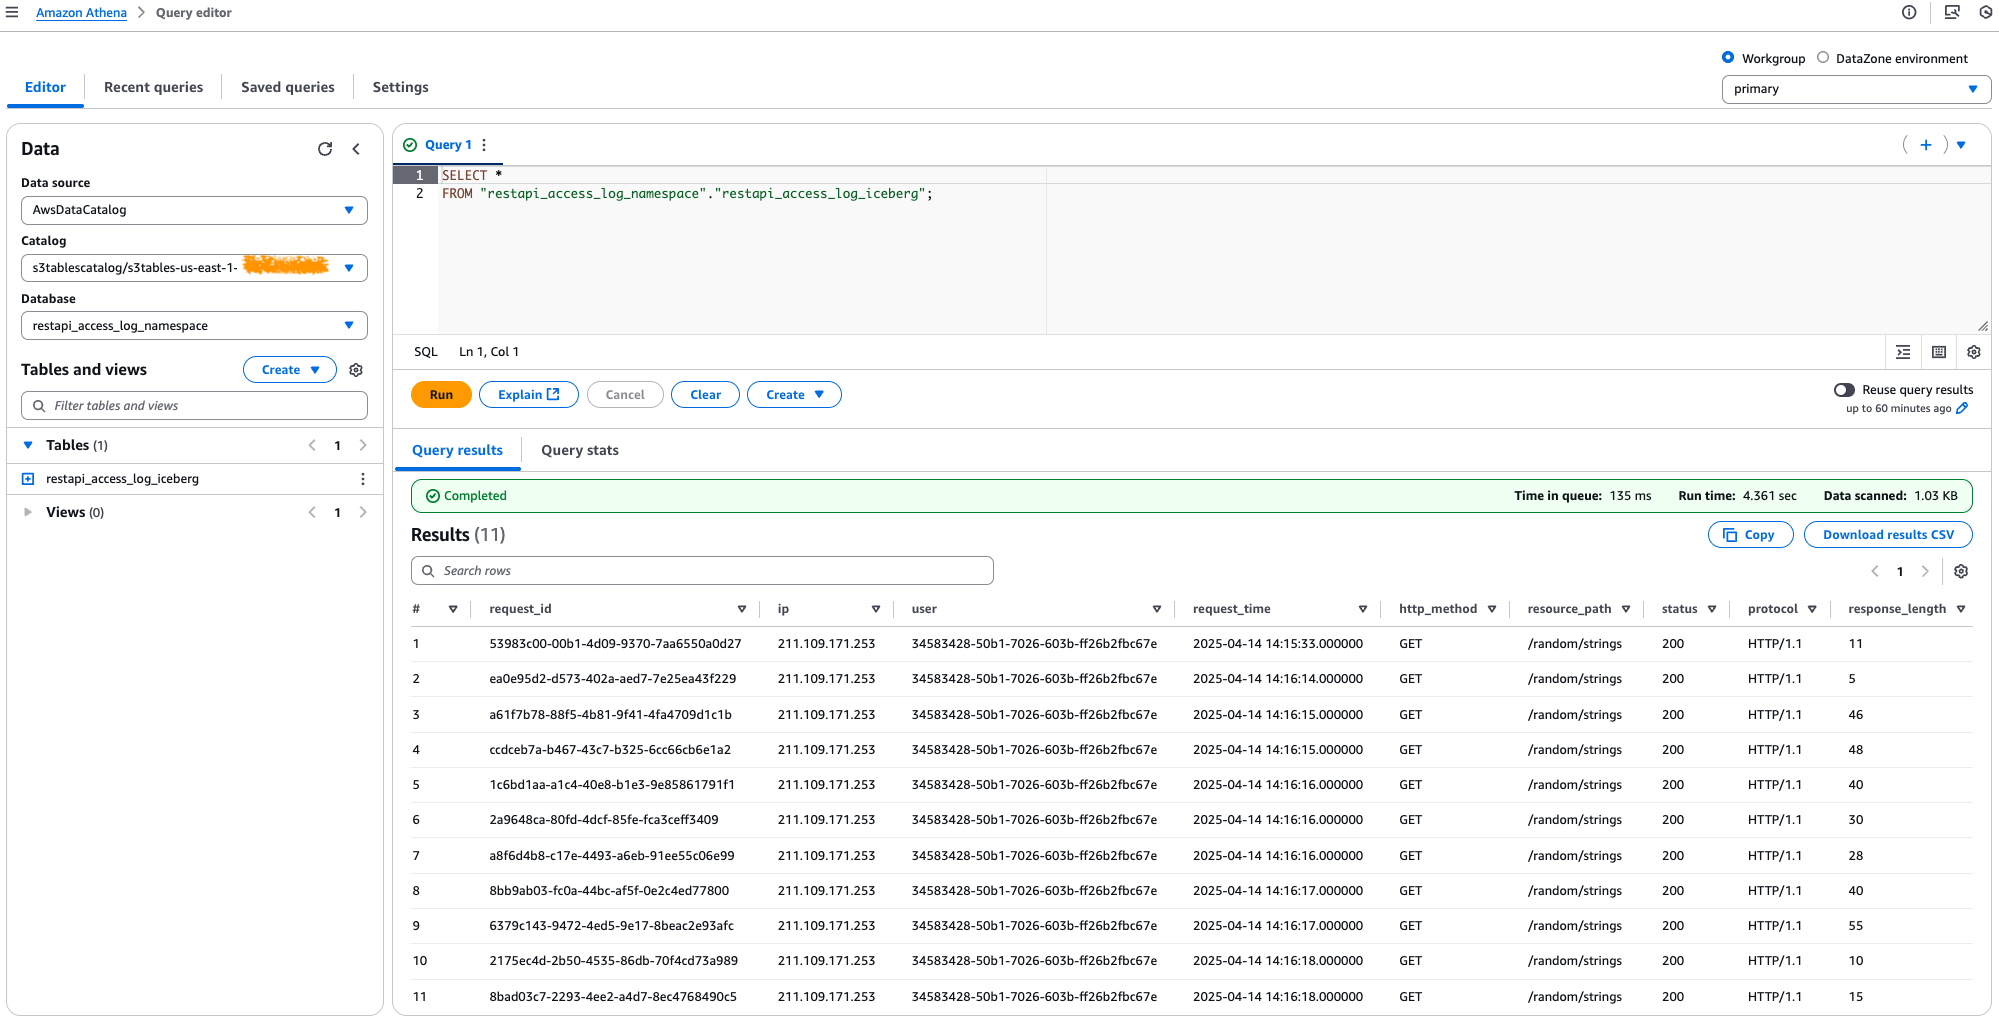 Amazon Athena > Query editor
Workgroup DataZone environment
Editor Recent queries Saved queries Settings
primary
Data
Data source
AwsDataCatalog
Catalog
s3tablescatalog/s3tables-us-east-1-
Database
restapi_access_log_namespace
Tables and views Create
Filter tables and views
Tables (1) < 1 >
restapi_access_log_iceberg
Views (0) < 1 >
Query 1
1 SELECT *
2 FROM "restapi_access_log_namespace"."restapi_access_log_iceberg";
SQL Ln 1, Col 1
Run Explain Cancel Clear Create
Reuse query results
up to 60 minutes ago
Query results Query stats
Completed Time in queue: 135 ms Run time: 4.361 sec Data scanned: 1.03 KB
Results (11) Copy Download results CSV
Search rows < 1 >
# request_id ip user request_time http_method resource_path status protocol response_length
1 53983c00-00b1-4d09-9370-7aa6550a0d27 211.109.171.253 34583428-50b1-7026-603b-ff26b2fbc67e 2025-04-14 14:15:33.000000 GET /random/strings 200 HTTP/1.1 11
2 ea0e95d2-d573-402a-aed7-7e25ea43f229 211.109.171.253 34583428-50b1-7026-603b-ff26b2fbc67e 2025-04-14 14:16:14.000000 GET /random/strings 200 HTTP/1.1 5
3 a61f7b78-88f5-4b81-9f41-4fa4709d1c1b 211.109.171.253 34583428-50b1-7026-603b-ff26b2fbc67e 2025-04-14 14:16:15.000000 GET /random/strings 200 HTTP/1.1 46
4 ccdceb7a-b467-43c7-b325-6cc66cb6e1a2 211.109.171.253 34583428-50b1-7026-603b-ff26b2fbc67e 2025-04-14 14:16:15.000000 GET /random/strings 200 HTTP/1.1 48
5 1c6bd1aa-a1c4-40e8-b1e3-9e85861791f1 211.109.171.253 34583428-50b1-7026-603b-ff26b2fbc67e 2025-04-14 14:16:16.000000 GET /random/strings 200 HTTP/1.1 40
6 2a9648ca-80fd-4dcf-85fe-fca3ceff3409 211.109.171.253 34583428-50b1-7026-603b-ff26b2fbc67e 2025-04-14 14:16:16.000000 GET /random/strings 200 HTTP/1.1 30
7 a8f6d4b8-c17e-4493-a6eb-91ee55c06e99 211.109.171.253 34583428-50b1-7026-603b-ff26b2fbc67e 2025-04-14 14:16:16.000000 GET /random/strings 200 HTTP/1.1 28
8 8bb9ab03-fc0a-44bc-af5f-0e2c4ed77800 211.109.171.253 34583428-50b1-7026-603b-ff26b2fbc67e 2025-04-14 14:16:17.000000 GET /random/strings 200 HTTP/1.1 40
9 6379c143-9472-4ed5-9e17-8beac2e93afc 211.109.171.253 34583428-50b1-7026-603b-ff26b2fbc67e 2025-04-14 14:16:17.000000 GET /random/strings 200 HTTP/1.1 55
10 2175ec4d-2b50-4535-86db-70f4cd73a989 211.109.171.253 34583428-50b1-7026-603b-ff26b2fbc67e 2025-04-14 14:16:18.000000 GET /random/strings 200 HTTP/1.1 10
11 8bad03c7-2293-4ee2-a4d7-8ec4768490c5 211.109.171.253 34583428-50b1-7026-603b-ff26b2fbc67e 2025-04-14 14:16:18.000000 GET /random/strings 200 HTTP/1.1 15